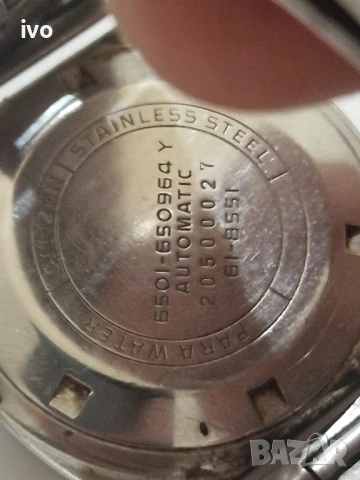 ivo
STAINLESS STEEL
CITIZEN
PARA WATER
6501-650964 Y
AUTOMATIC
20500027
61-8551
BAZAR